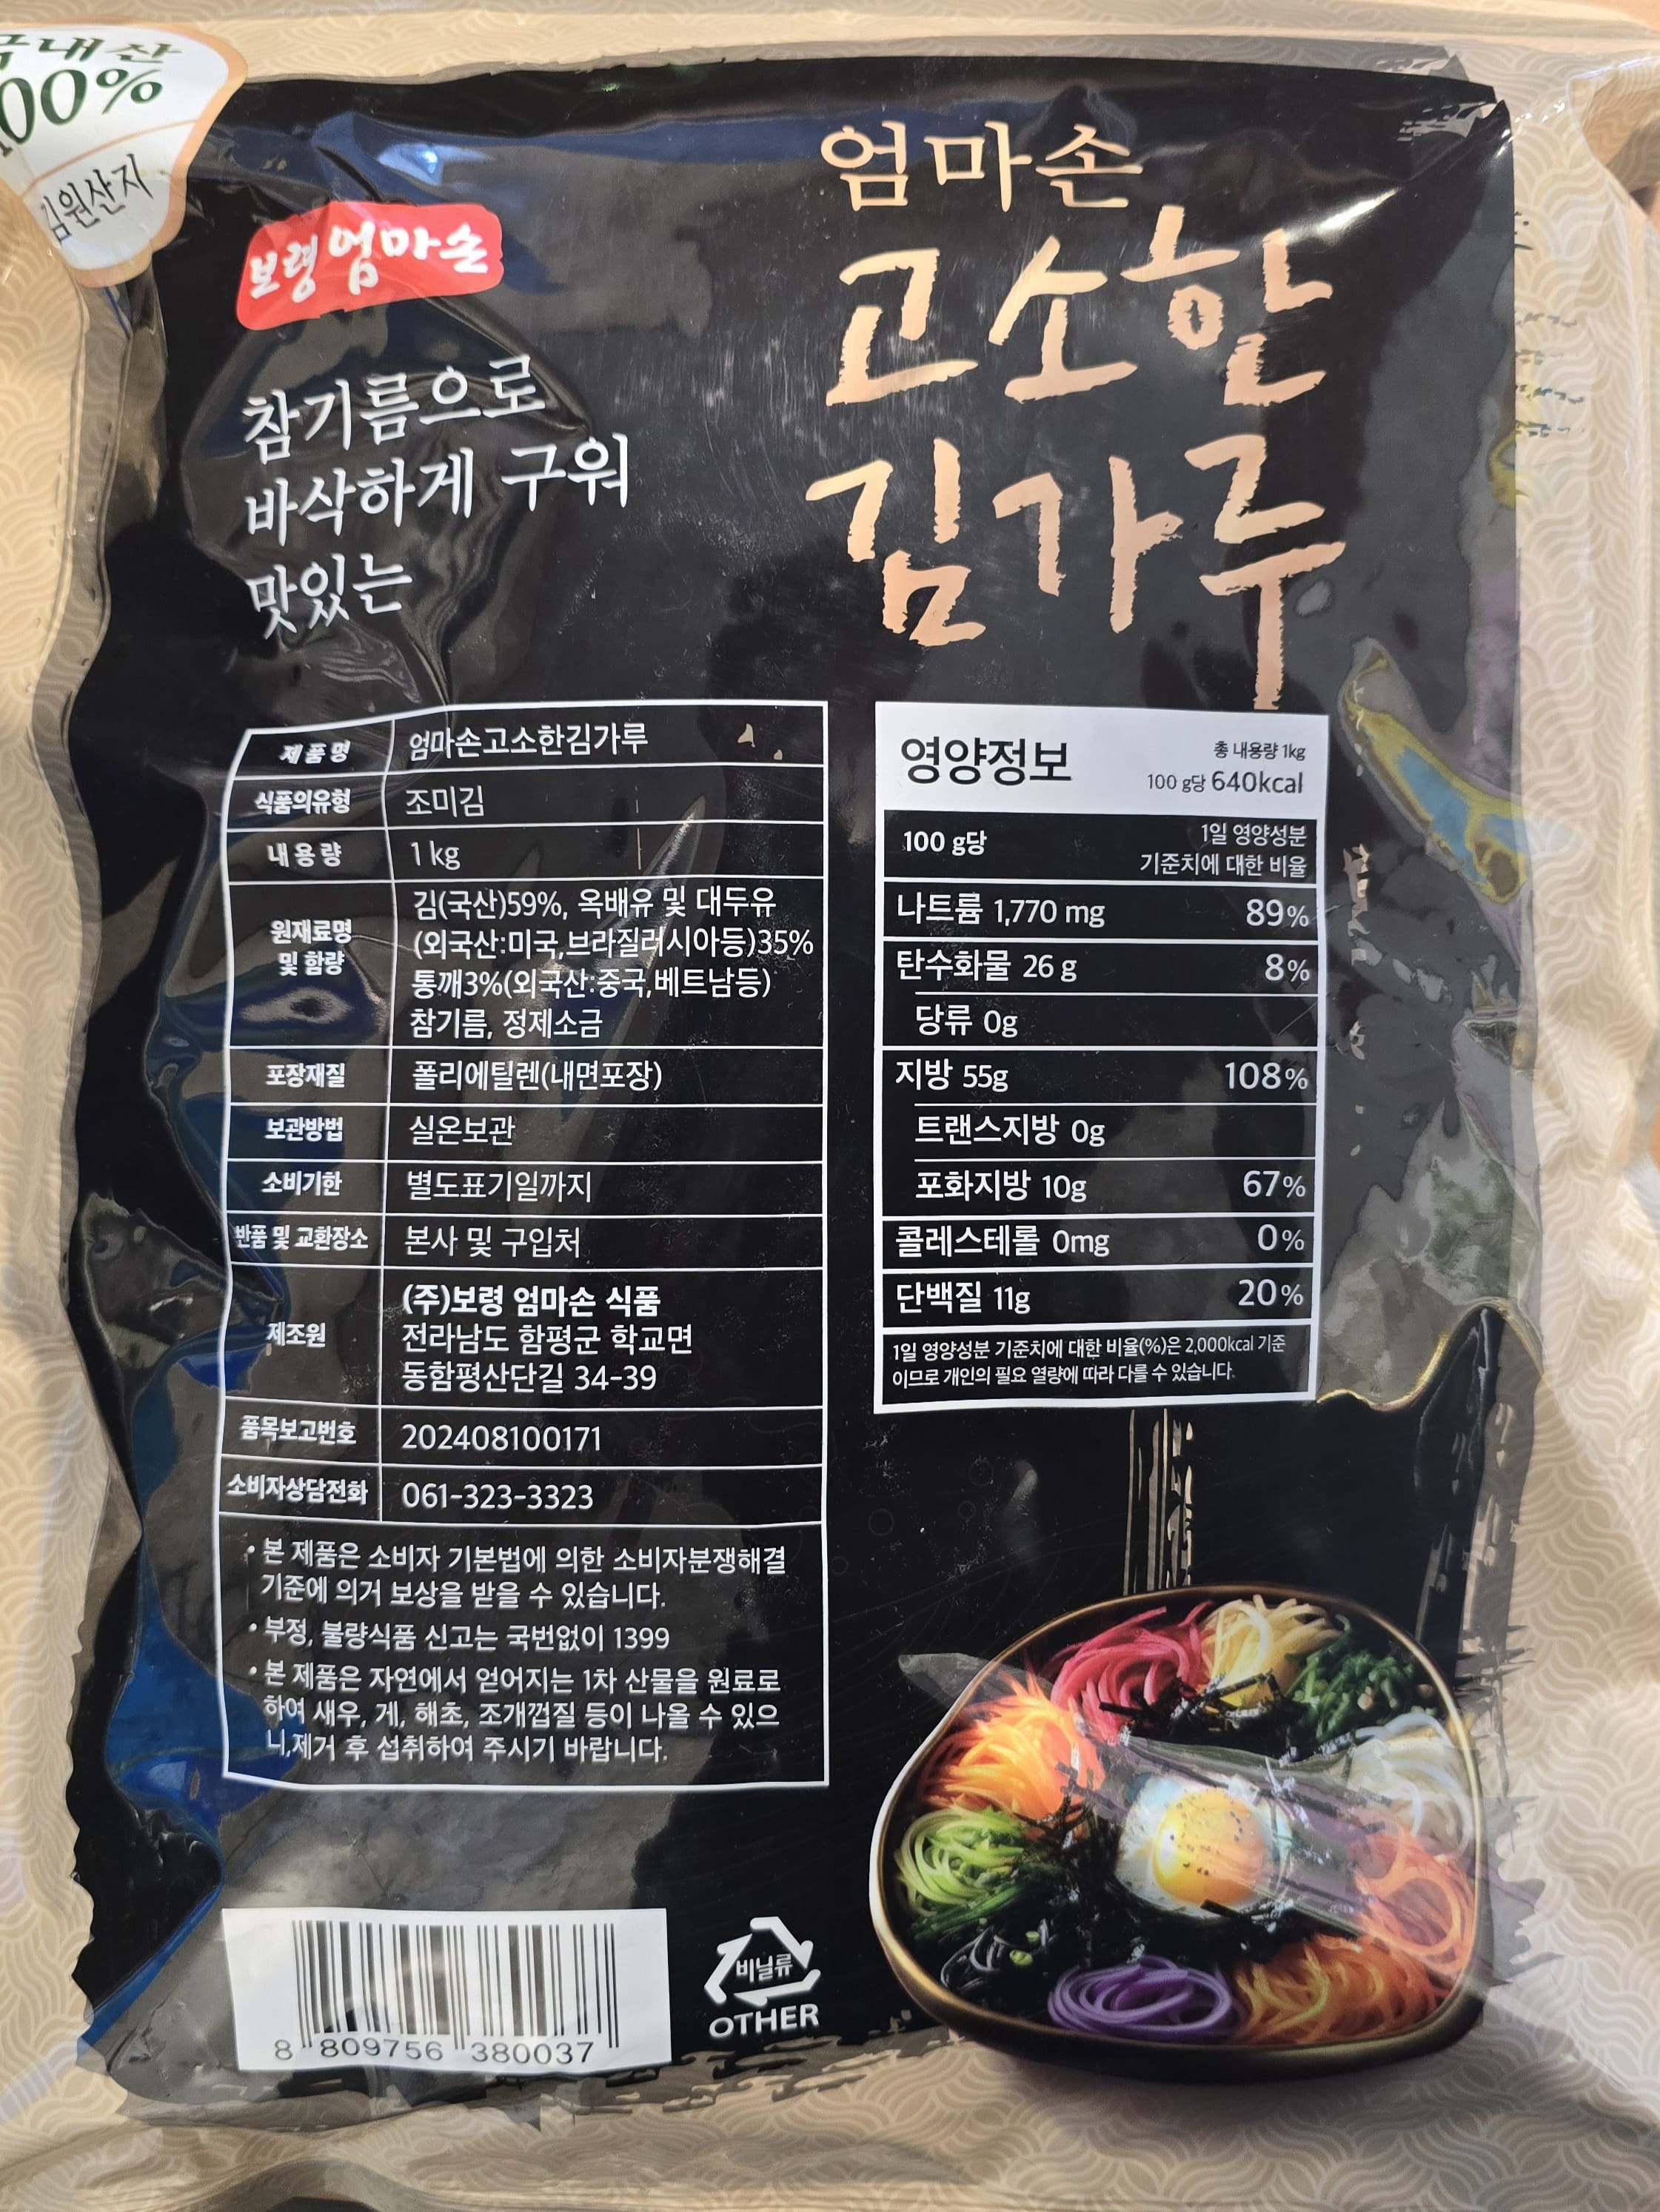 국내산
100%
김원산지
보령엄마손
엄마손
고소한
김가루
참기름으로
바삭하게 구워
맛있는
제품명 엄마손고소한김가루
식품의유형 조미김
내용량 1 kg
원재료명 및 함량 김(국산)59%, 옥배유 및 대두유
(외국산:미국,브라질러시아등)35%
통깨3%(외국산:중국,베트남등)
참기름, 정제소금
포장재질 폴리에틸렌(내면포장)
보관방법 실온보관
소비기한 별도표기일까지
반품 및 교환장소 본사 및 구입처
제조원 (주)보령 엄마손 식품
전라남도 함평군 학교면
동함평산단길 34-39
품목보고번호 202408100171
소비자상담전화 061-323-3323
• 본 제품은 소비자 기본법에 의한 소비자분쟁해결
기준에 의거 보상을 받을 수 있습니다.
• 부정, 불량식품 신고는 국번없이 1399
• 본 제품은 자연에서 얻어지는 1차 산물을 원료로
하여 새우, 게, 해초, 조개껍질 등이 나올 수 있으
니,제거 후 섭취하여 주시기 바랍니다.
영양정보
총 내용량 1kg
100 g당 640kcal
100 g당 1일 영양성분
기준치에 대한 비율
나트륨 1,770 mg 89%
탄수화물 26 g 8%
당류 0g
지방 55g 108%
트랜스지방 0g
포화지방 10g 67%
콜레스테롤 0mg 0%
단백질 11g 20%
1일 영양성분 기준치에 대한 비율(%)은 2,000kcal 기준
이므로 개인의 필요 열량에 따라 다를 수 있습니다.
8 809756 380037
비닐류
OTHER